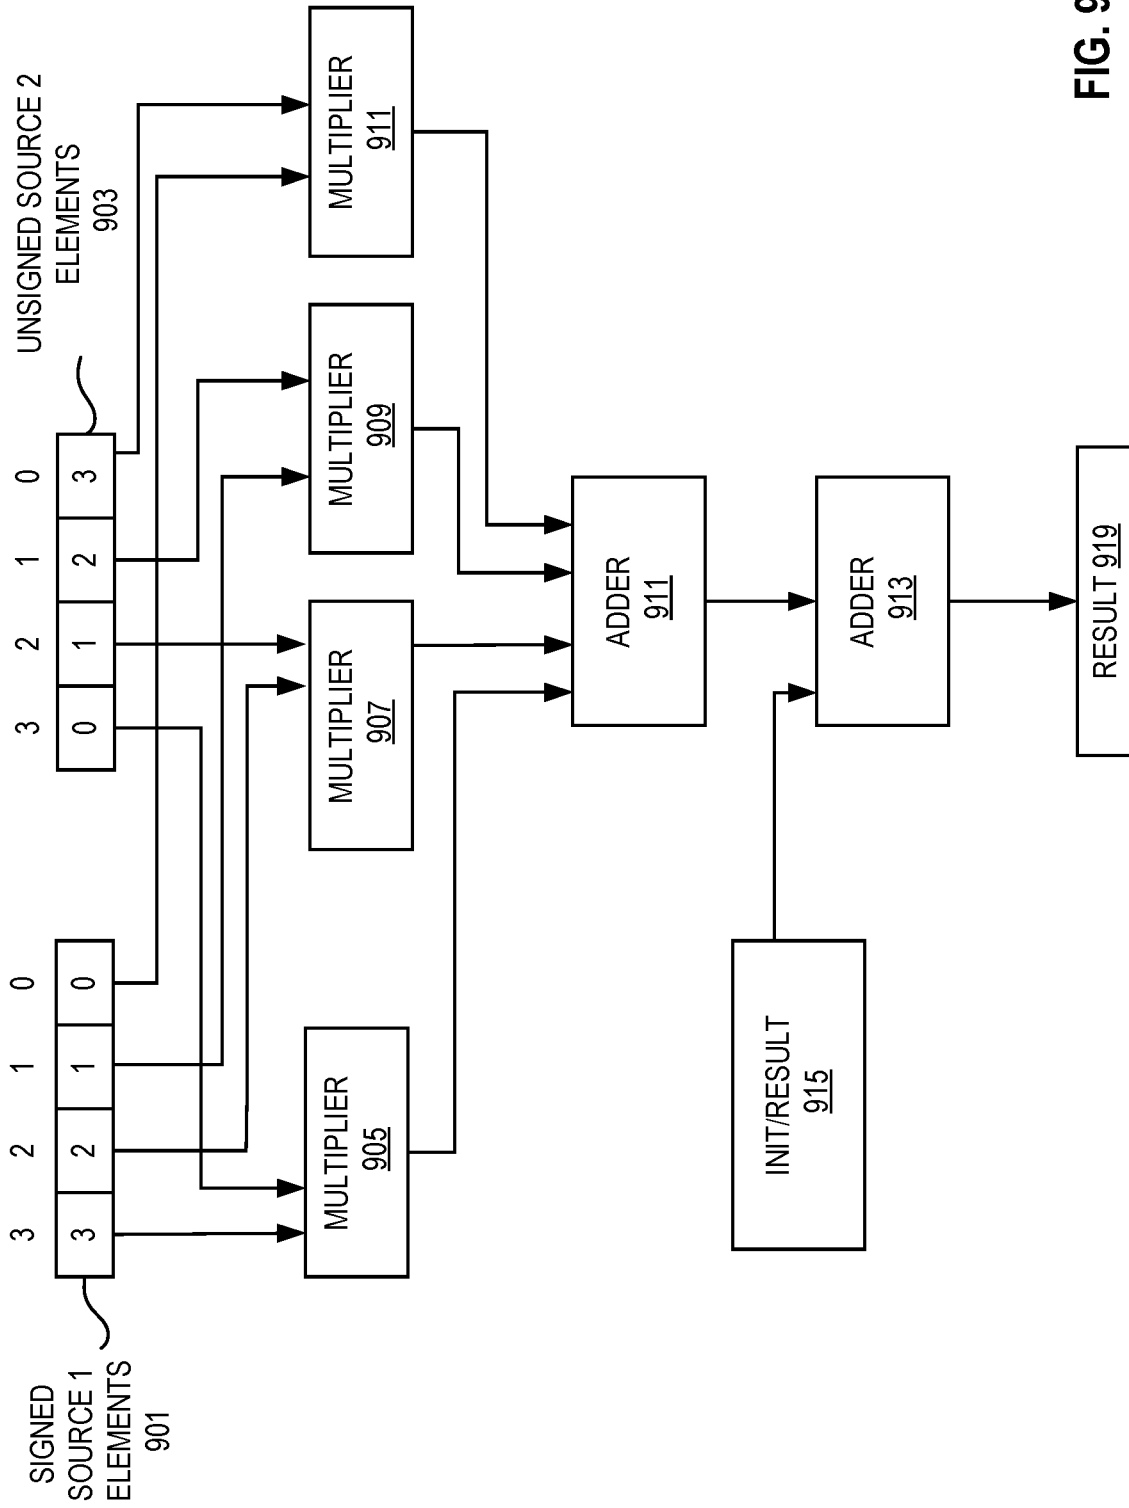 SIGNED
SOURCE 1
ELEMENTS
901
3 2 1 0
3 2 1 0
UNSIGNED SOURCE 2
ELEMENTS
903
3 2 1 0
0 1 2 3
MULTIPLIER
905
MULTIPLIER
907
MULTIPLIER
909
MULTIPLIER
911
ADDER
911
INIT/RESULT
915
ADDER
913
RESULT 919
FIG. 9